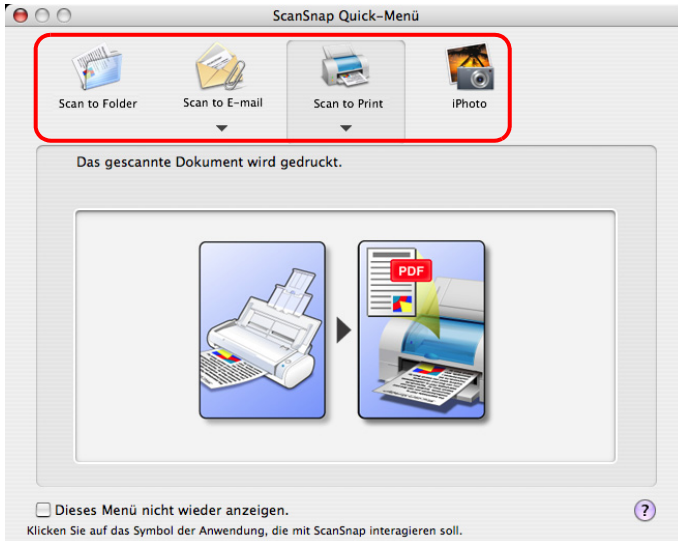 ScanSnap Quick-Menü
Scan to Folder
Scan to E-mail
Scan to Print
iPhoto
Das gescannte Dokument wird gedruckt.
PDF
Dieses Menü nicht wieder anzeigen.
?
Klicken Sie auf das Symbol der Anwendung, die mit ScanSnap interagieren soll.